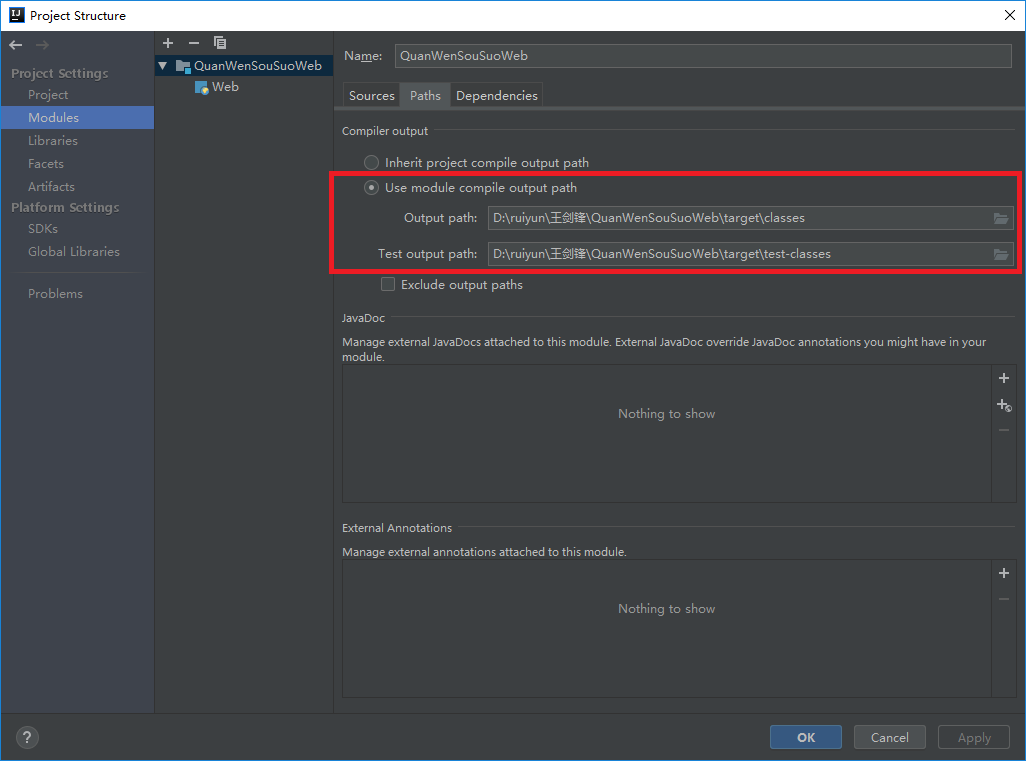 Project Structure
Project Settings
Project
Modules
Libraries
Facets
Artifacts
Platform Settings
SDKs
Global Libraries
Problems
QuanWenSouSuoWeb
Web
Name: QuanWenSouSuoWeb
Sources Paths Dependencies
Compiler output
Inherit project compile output path
Use module compile output path
Output path: D:\ruiyun\王剑锋\QuanWenSouSuoWeb\target\classes
Test output path: D:\ruiyun\王剑锋\QuanWenSouSuoWeb\target\test-classes
Exclude output paths
JavaDoc
Manage external JavaDocs attached to this module. External JavaDoc override JavaDoc annotations you might have in your
module.
Nothing to show
External Annotations
Manage external annotations attached to this module.
Nothing to show
? OK Cancel Apply